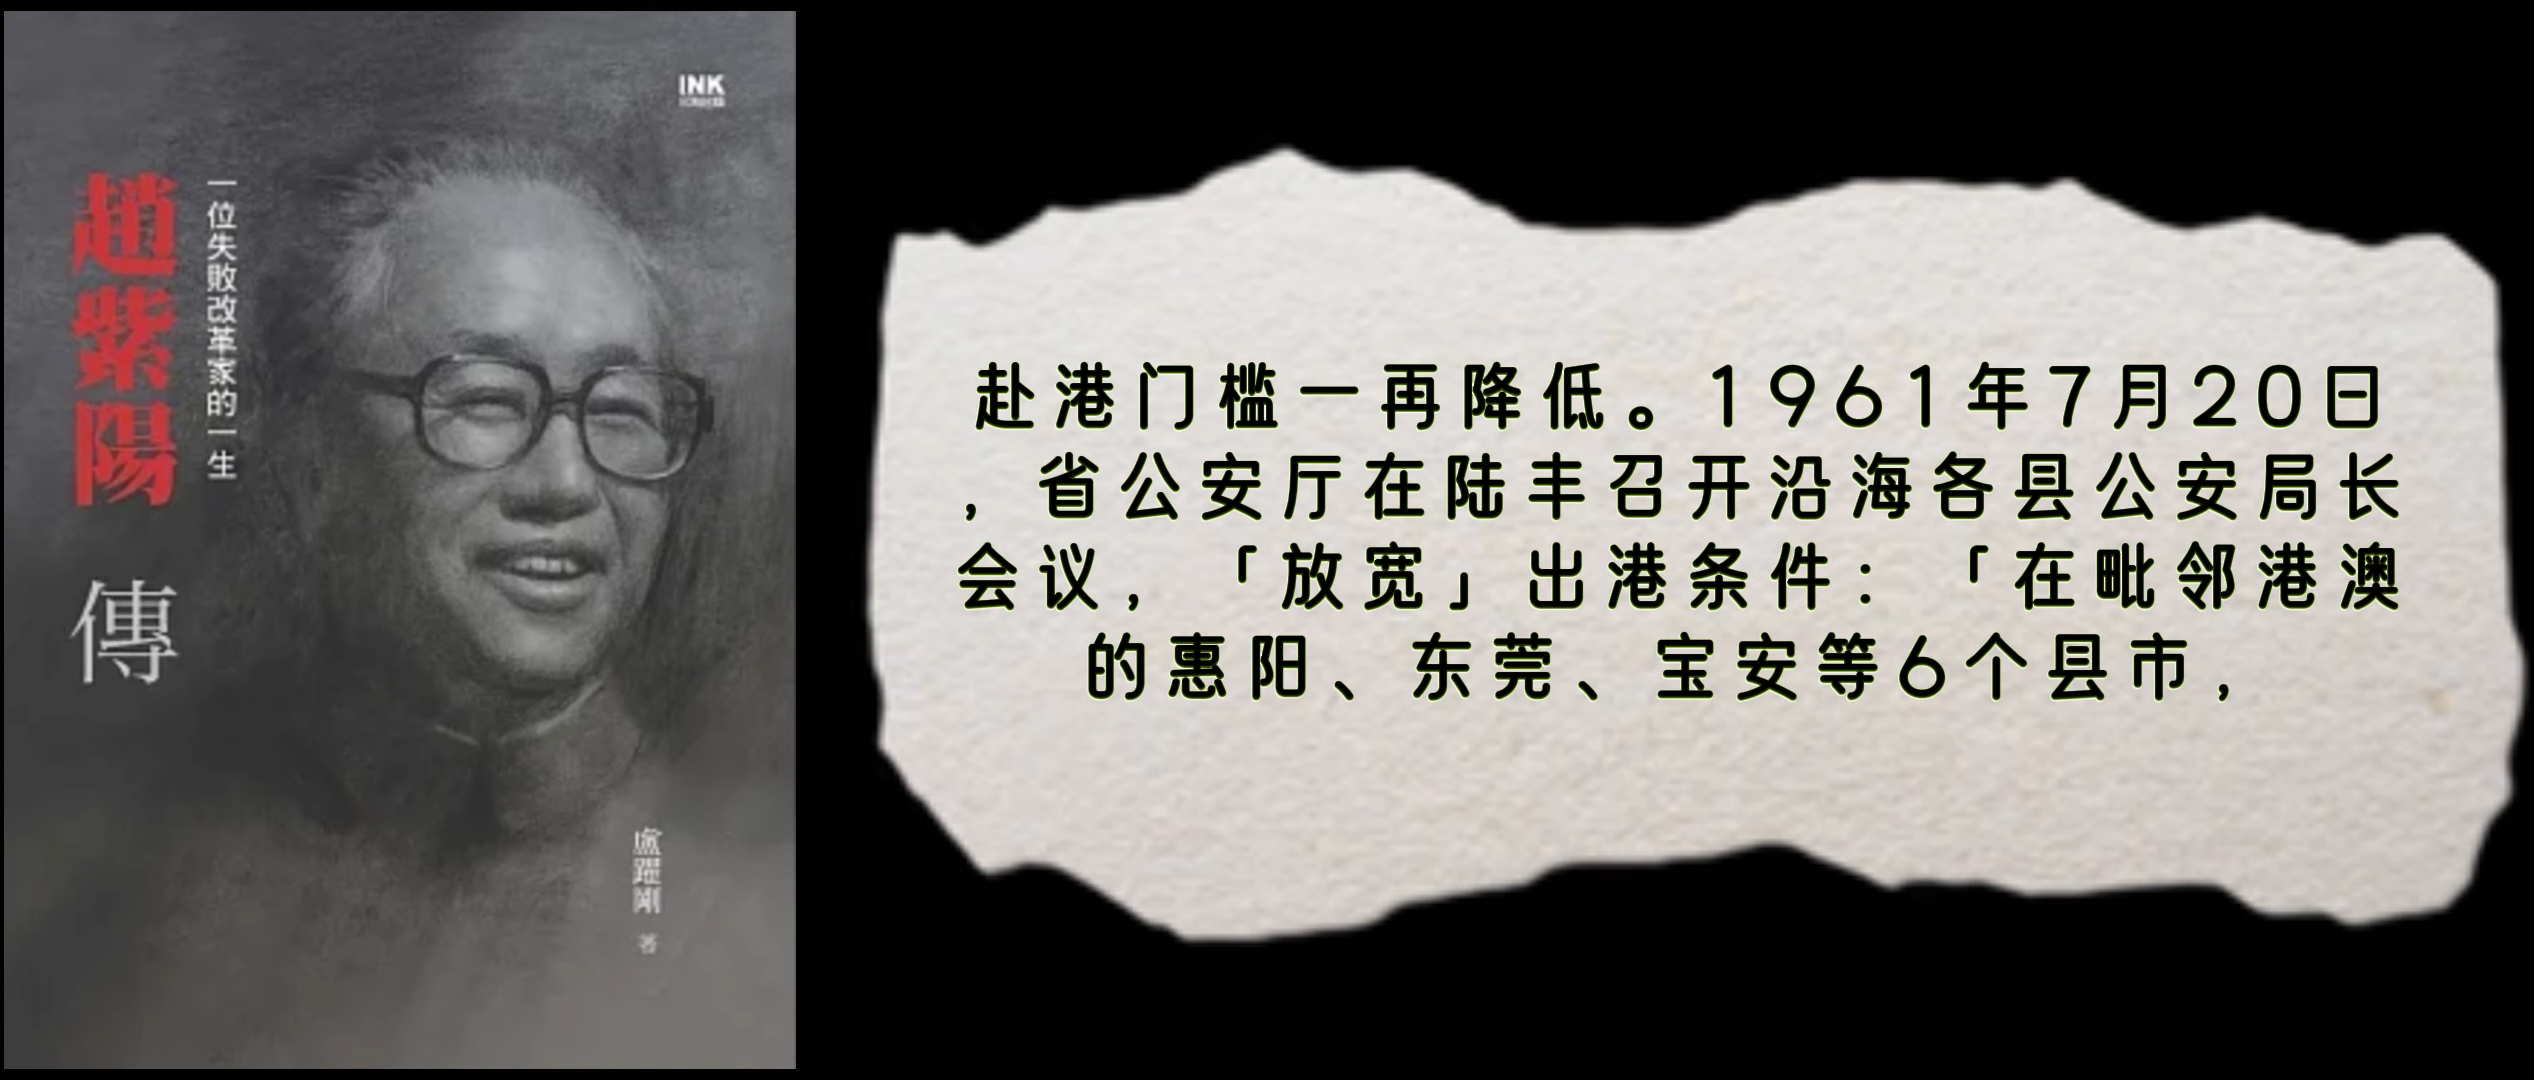 INK
趙紫陽 傳
一位失敗改革家的一生
盧躍剛 著
赴港门槛一再降低。1961年7月20日
，省公安厅在陆丰召开沿海各县公安局长
会议，「放宽」出港条件：「在毗邻港澳
的惠阳、东莞、宝安等6个县市，